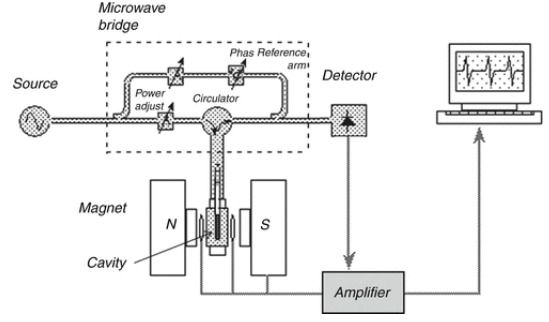 Microwave
bridge
Phas Reference
arm
Source
Power
adjust
Circulator
Detector
Magnet
N
S
Cavity
Amplifier